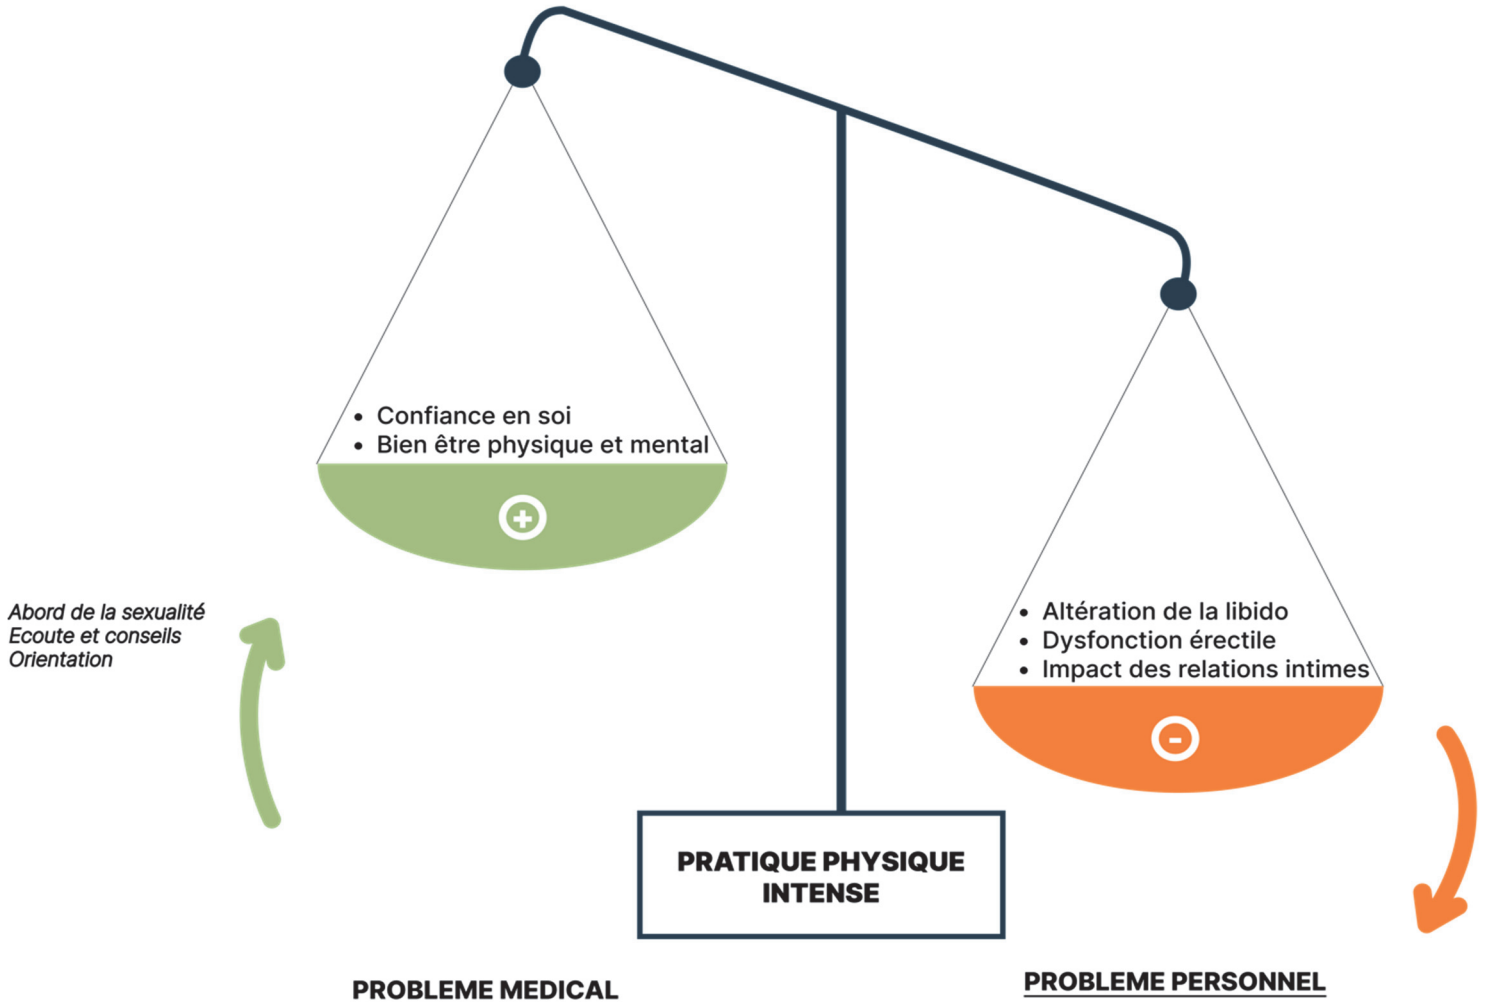 Confiance en soi
Bien être physique et mental
+
Abord de la sexualité
Ecoute et conseils
Orientation
Altération de la libido
Dysfonction érectile
Impact des relations intimes
-
PRATIQUE PHYSIQUE
INTENSE
PROBLEME MEDICAL
PROBLEME PERSONNEL